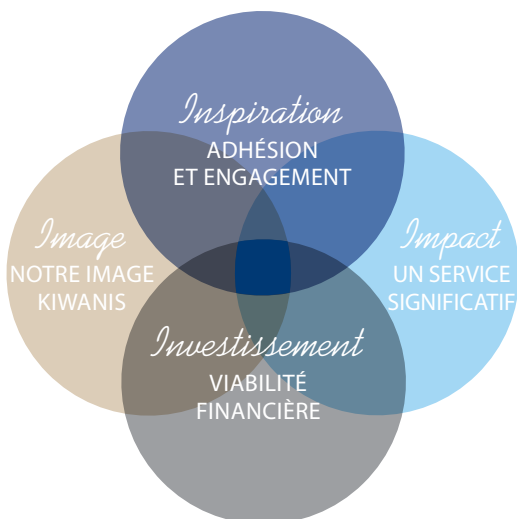 Inspiration
ADHÉSION
ET ENGAGEMENT
Image
NOTRE IMAGE
KIWANIS
Impact
UN SERVICE
SIGNIFICATIF
Investissement
VIABILITÉ
FINANCIÈRE